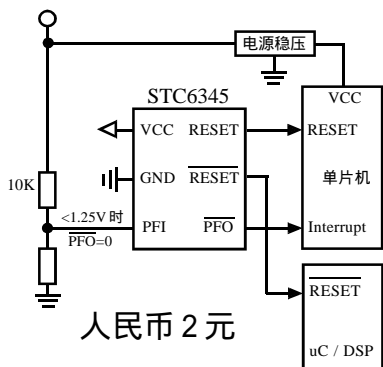 电源稳压
STC6345
VCC
VCC RESET
RESET
GND RESET
单片机
10K
<1.25V 时
PFO=0
PFI PFO
Interrupt
RESET
人民币 2 元
uC / DSP